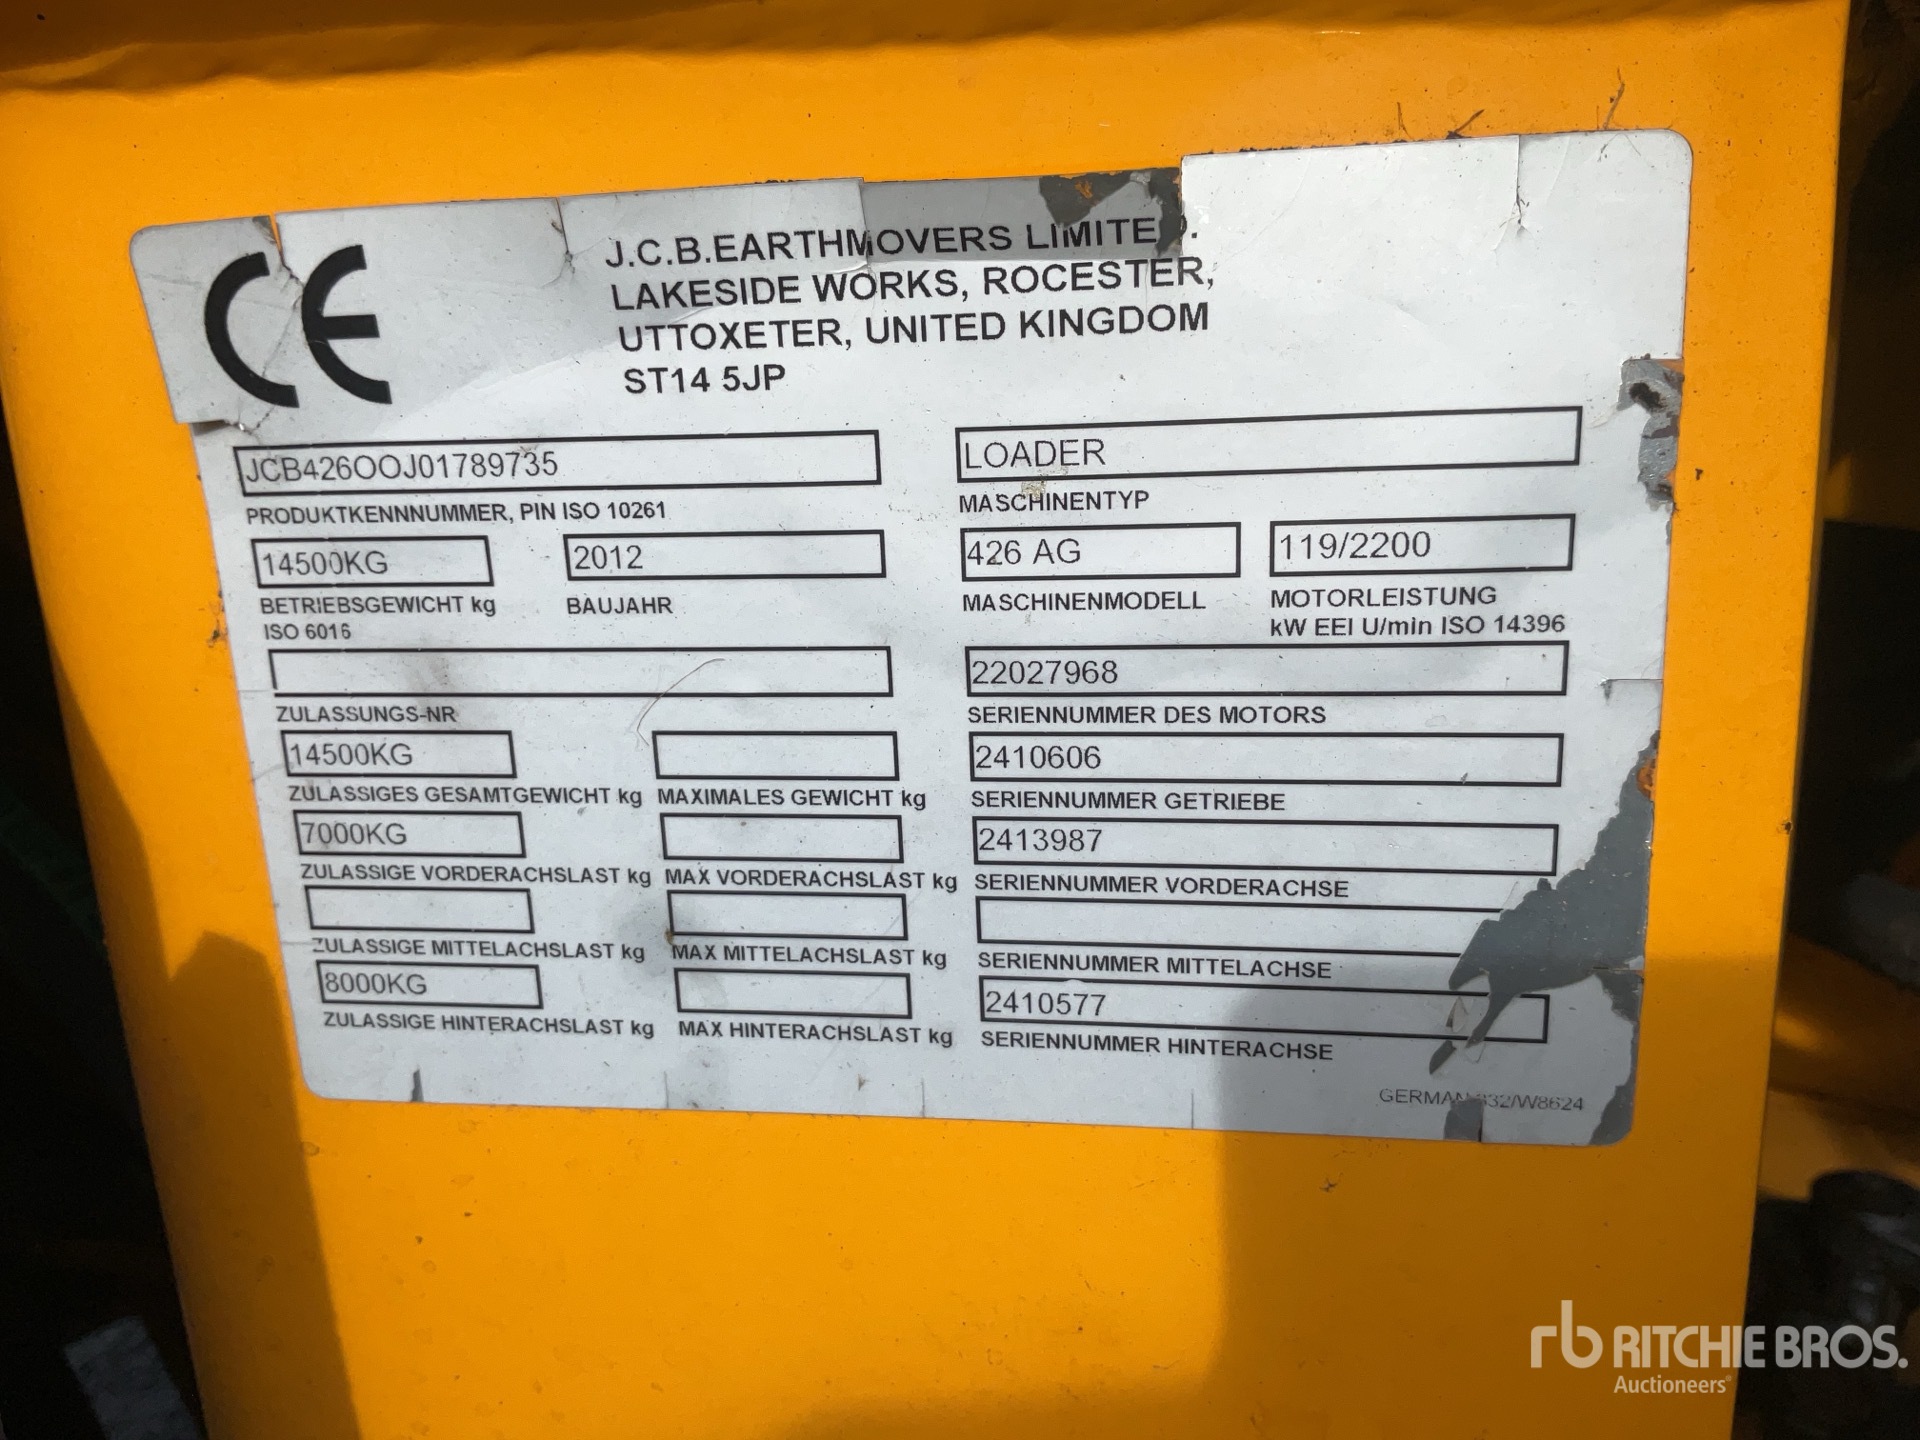 CE
J.C.B.EARTHMOVERS LIMITED.
LAKESIDE WORKS, ROCESTER,
UTTOXETER, UNITED KINGDOM
ST14 5JP
JCB426OOJ01789735
PRODUKTKENNNUMMER, PIN ISO 10261
LOADER
MASCHINENTYP
14500KG
BETRIEBSGEWICHT kg
ISO 6016
2012
BAUJAHR
426 AG
MASCHINENMODELL
119/2200
MOTORLEISTUNG
kW EEI U/min ISO 14396
ZULASSUNGS-NR
22027968
SERIENNUMMER DES MOTORS
14500KG
ZULASSIGES GESAMTGEWICHT kg
MAXIMALES GEWICHT kg
2410606
SERIENNUMMER GETRIEBE
7000KG
ZULASSIGE VORDERACHSLAST kg
MAX VORDERACHSLAST kg
2413987
SERIENNUMMER VORDERACHSE
ZULASSIGE MITTELACHSLAST kg
MAX MITTELACHSLAST kg
SERIENNUMMER MITTELACHSE
8000KG
ZULASSIGE HINTERACHSLAST kg
MAX HINTERACHSLAST kg
2410577
SERIENNUMMER HINTERACHSE
GERMAN 332/W8624
rb RITCHIE BROS.
Auctioneers